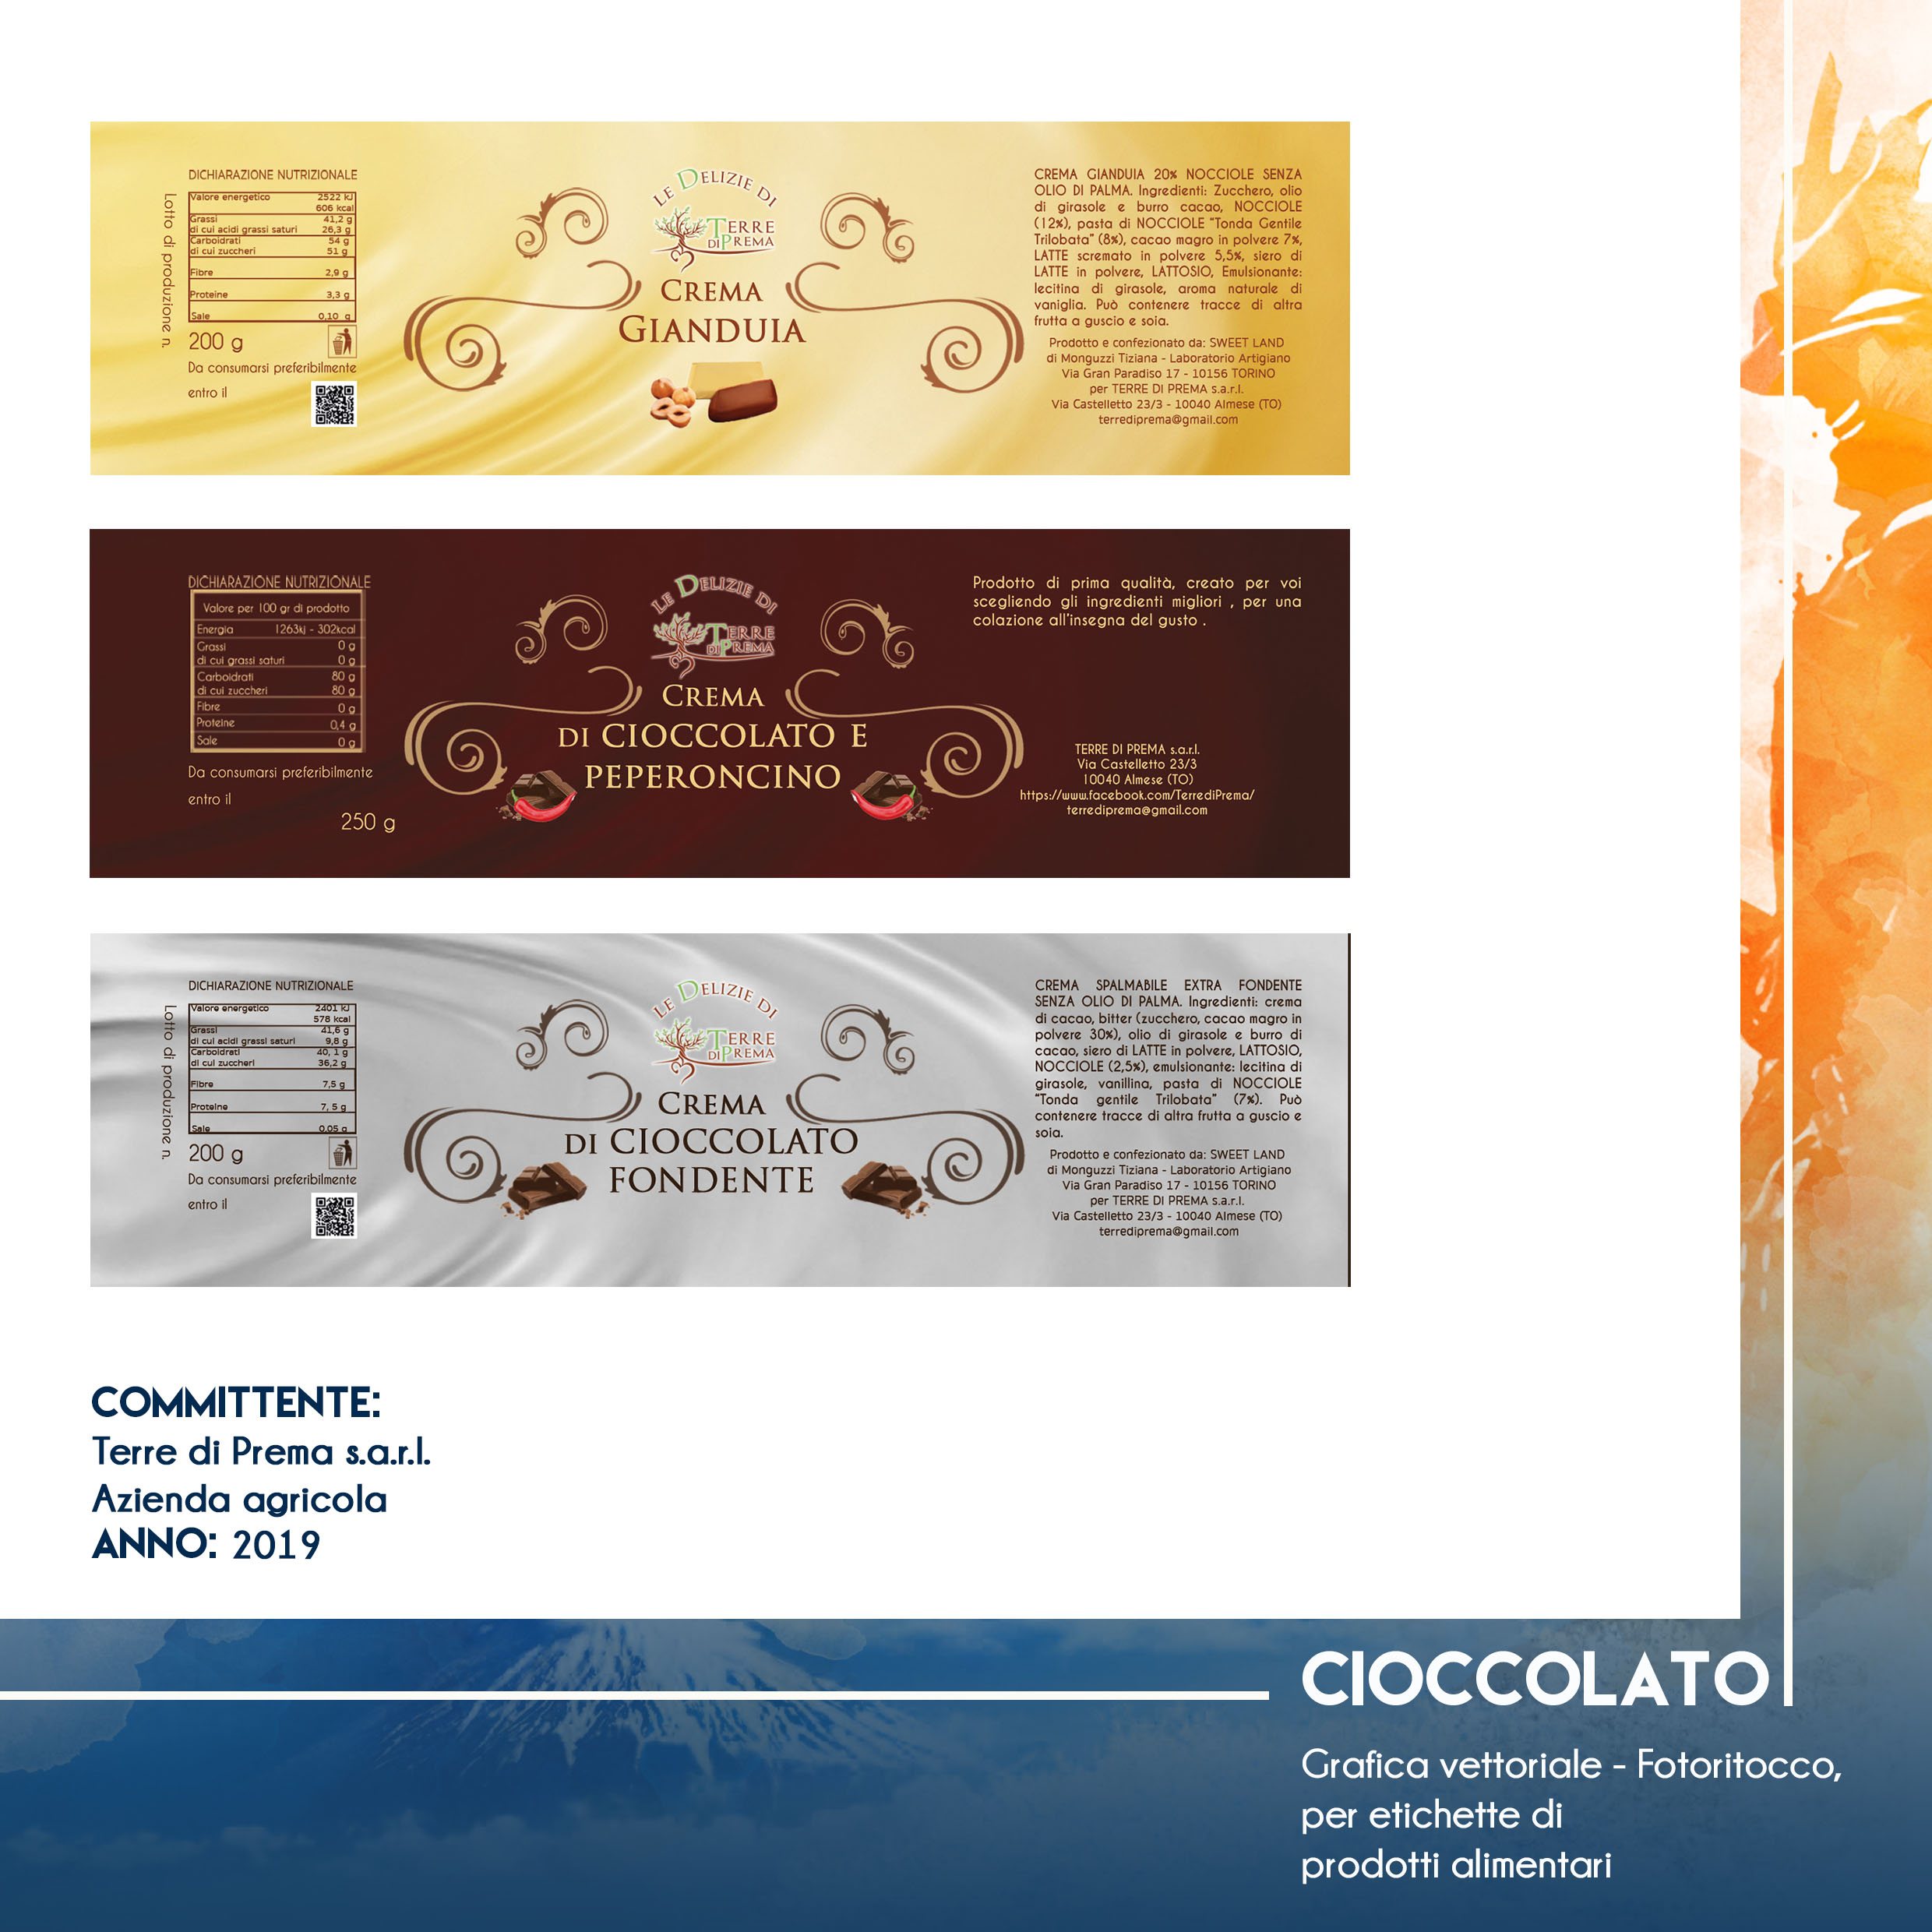 DICHIARAZIONE NUTRIZIONALE
Valore energetico 2522 kJ
606 kcal
Grassi 41,2 g
di cui acidi grassi saturi 26,3 g
Carboidrati 54 g
di cui zuccheri 51 g
Fibre 2,9 g
Proteine 3,3 g
Sale 0,10 g
Lotto di produzione n.
200 g
Da consumarsi preferibilmente
entro il
LE DELIZIE DI
TERRE
DI PREMA
CREMA
GIANDUIA
CREMA GIANDUIA 20% NOCCIOLE SENZA
OLIO DI PALMA. Ingredienti: Zucchero, olio
di girasole e burro cacao, NOCCIOLE
(12%), pasta di NOCCIOLE "Tonda Gentile
Trilobata" (8%), cacao magro in polvere 7%,
LATTE scremato in polvere 5,5%, siero di
LATTE in polvere, LATTOSIO, Emulsionante:
lecitina di girasole, aroma naturale di
vaniglia. Può contenere tracce di altra
frutta a guscio e soia.
Prodotto e confezionato da: SWEET LAND
di Monguzzi Tiziana - Laboratorio Artigiano
Via Gran Paradiso 17 - 10156 TORINO
per TERRE DI PREMA s.a.r.l.
Via Castelletto 23/3 - 10040 Almese (TO)
terrediprema@gmail.com
DICHIARAZIONE NUTRIZIONALE
Valore per 100 gr di prodotto
Energia 1263kj - 302kcal
Grassi 0 g
di cui grassi saturi 0 g
Carboidrati 80 g
di cui zuccheri 80 g
Fibre 0 g
Proteine 0,4 g
Sale 0 g
Da consumarsi preferibilmente
entro il
250 g
LE DELIZIE DI
TERRE
DI PREMA
CREMA
DI CIOCCOLATO E
PEPERONCINO
Prodotto di prima qualità, creato per voi
scegliendo gli ingredienti migliori , per una
colazione all'insegna del gusto .
TERRE DI PREMA s.a.r.l.
Via Castelletto 23/3
10040 Almese (TO)
https://www.facebook.com/TerrediPrema/
terrediprema@gmail.com
DICHIARAZIONE NUTRIZIONALE
Valore energetico 2401 kJ
578 kcal
Grassi 41,6 g
di cui acidi grassi saturi 9,8 g
Carboidrati 40, 1 g
di cui zuccheri 36,2 g
Fibre 7,5 g
Proteine 7, 5 g
Sale 0,05 g
Lotto di produzione n.
200 g
Da consumarsi preferibilmente
entro il
LE DELIZIE DI
TERRE
DI PREMA
CREMA
DI CIOCCOLATO
FONDENTE
CREMA SPALMABILE EXTRA FONDENTE
SENZA OLIO DI PALMA. Ingredienti: crema
di cacao, bitter (zucchero, cacao magro in
polvere 30%), olio di girasole e burro di
cacao, siero di LATTE in polvere, LATTOSIO,
NOCCIOLE (2,5%), emulsionante: lecitina di
girasole, vanillina, pasta di NOCCIOLE
"Tonda gentile Trilobata" (7%). Può
contenere tracce di altra frutta a guscio e
soia.
Prodotto e confezionato da: SWEET LAND
di Monguzzi Tiziana - Laboratorio Artigiano
Via Gran Paradiso 17 - 10156 TORINO
per TERRE DI PREMA s.a.r.l.
Via Castelletto 23/3 - 10040 Almese (TO)
terrediprema@gmail.com
COMMITTENTE:
Terre di Prema s.a.r.l.
Azienda agricola
ANNO: 2019
CIOCCOLATO
Grafica vettoriale - Fotoritocco,
per etichette di
prodotti alimentari